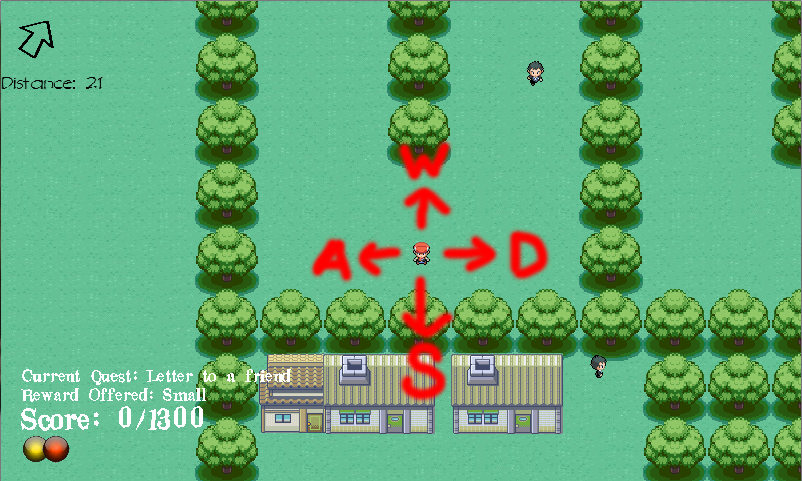 Distance: 21
W
A
D
S
Current Quest: Letter to a friend
Reward Offered: Small
Score: 0/1300